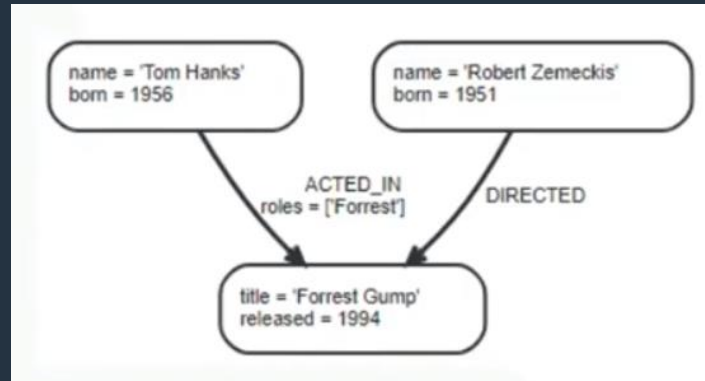 name = 'Tom Hanks'
born = 1956
name = 'Robert Zemeckis'
born = 1951
ACTED_IN
roles = ['Forrest']
DIRECTED
title = 'Forrest Gump'
released = 1994